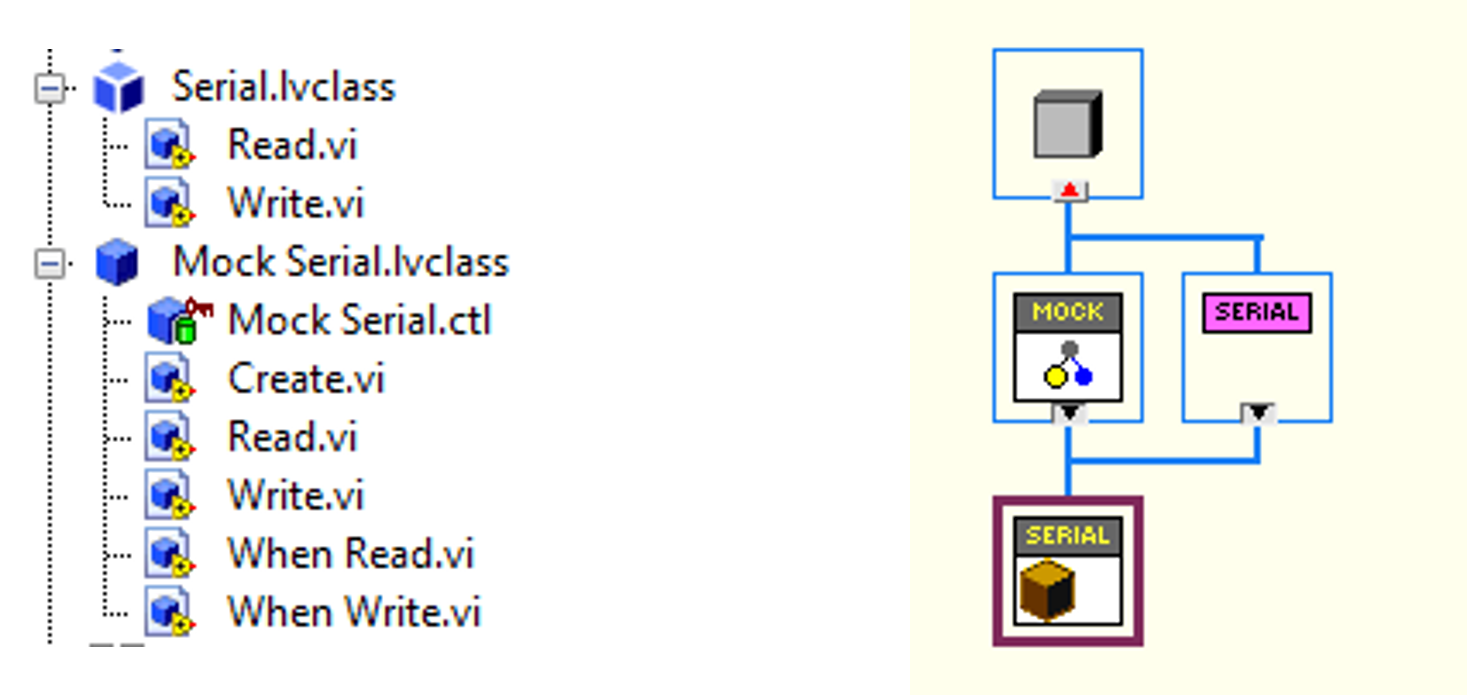 Serial.lvclass
Read.vi
Write.vi
Mock Serial.lvclass
Mock Serial.ctl
Create.vi
Read.vi
Write.vi
When Read.vi
When Write.vi
MOCK
SERIAL
SERIAL